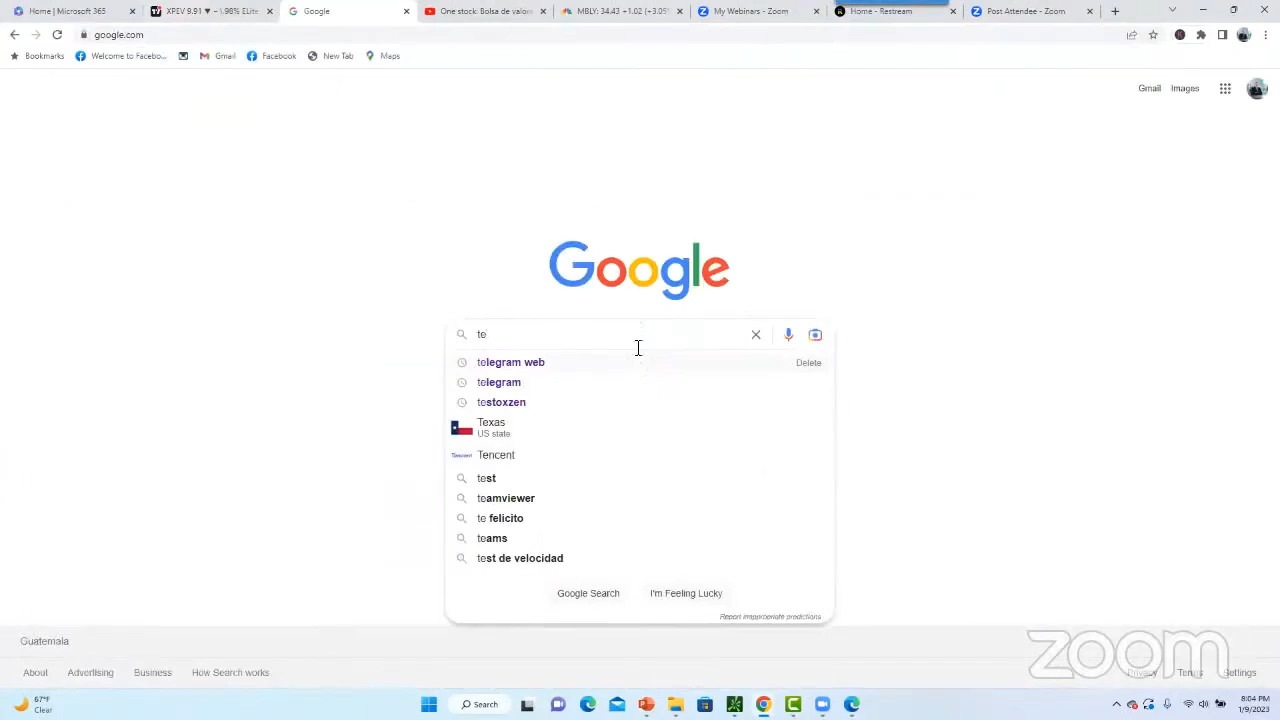 Home | Microsoft 365
TKLF V 9.91 ▼ −1.98% Elite
Google
One stock: Bolsa de valore
MBLY: 34.43 +1.02 (+3.05%
My Webinars - Zoom
Home - Restream
Post Attendee - Zoom
google.com
Bookmarks
Welcome to Facebo...
Gmail
Facebook
New Tab
Maps
Gmail
Images
Google
te
telegram web
Delete
telegram
testoxzen
Texas
US state
Tencent
Tencent
test
teamviewer
te felicito
teams
test de velocidad
Google Search
I'm Feeling Lucky
Report inappropriate predictions
Guatemala
zoom
About
Advertising
Business
How Search works
Privacy
Terms
Settings
67°F
Clear
Search
8:04 PM
1/9/2023